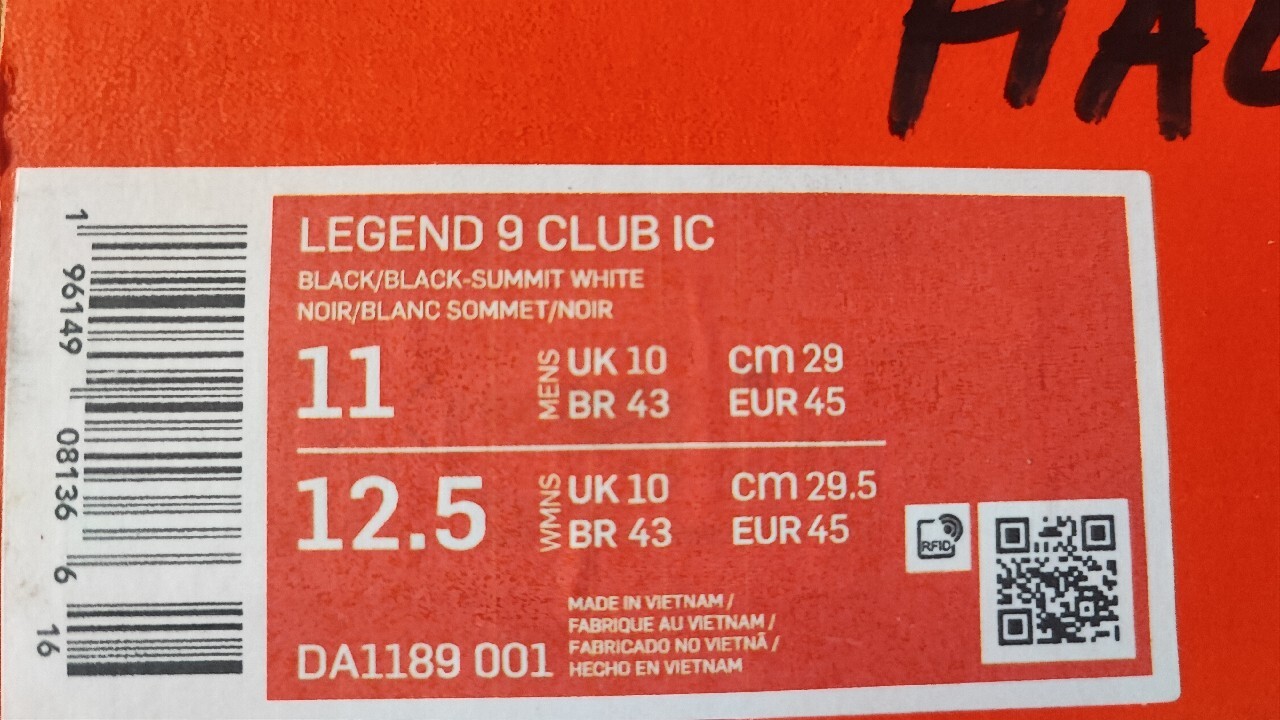 LEGEND 9 CLUB IC
BLACK/BLACK-SUMMIT WHITE
NOIR/BLANC SOMMET/NOIR
11 MENS UK 10 cm 29
BR 43 EUR 45
12.5 WMNS UK 10 cm 29.5
BR 43 EUR 45
DA1189 001
MADE IN VIETNAM /
FABRIQUE AU VIETNAM /
FABRICADO NO VIETNÃ /
HECHO EN VIETNAM
RFID
1 96149 08136 6
16